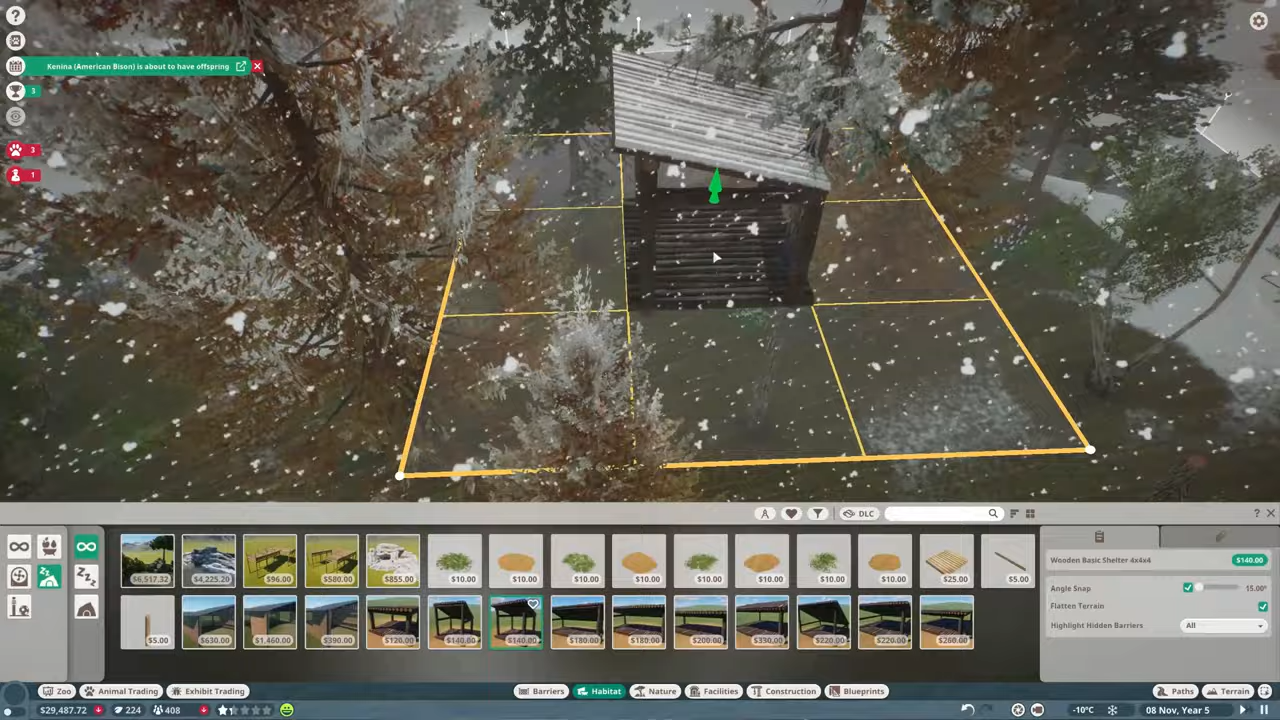 ?
Kenina (American Bison) is about to have offspring
3
3
1
DLC
?
$6,517.32 $4,225.20 $96.00 $580.00 $855.00 $10.00 $10.00 $10.00 $10.00 $10.00 $10.00 $10.00 $10.00 $25.00 $5.00
$5.00 $630.00 $1,460.00 $390.00 $120.00 $140.00 $140.00 $180.00 $180.00 $200.00 $330.00 $220.00 $220.00 $260.00
Wooden Basic Shelter 4x4x4 $140.00
Angle Snap 15.00°
Flatten Terrain
Highlight Hidden Barriers All
Zoo Animal Trading Exhibit Trading Barriers Habitat Nature Facilities Construction Blueprints Paths Terrain
$29,487.72 224 408 -10°C 08 Nov, Year 5